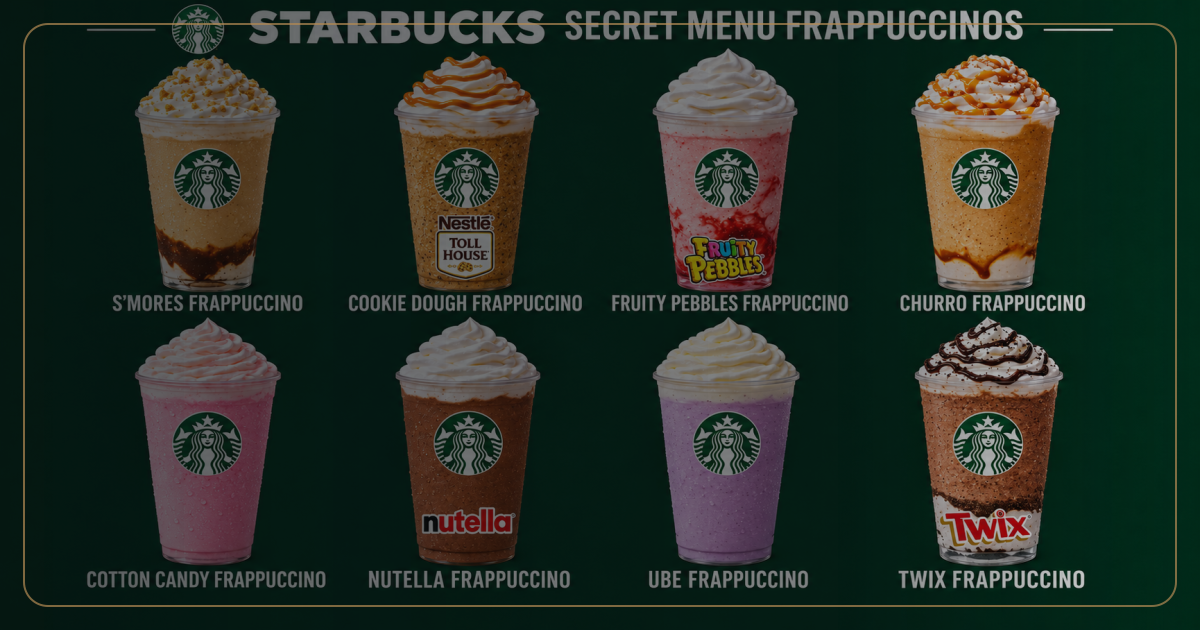 STARBUCKS SECRET MENU FRAPPUCCINOS
Nestlé
TOLL
HOUSE
FRUITY
PEBBLES
S'MORES FRAPPUCCINO
COOKIE DOUGH FRAPPUCCINO
FRUITY PEBBLES FRAPPUCCINO
CHURRO FRAPPUCCINO
nutella
TWIX
COTTON CANDY FRAPPUCCINO
NUTELLA FRAPPUCCINO
UBE FRAPPUCCINO
TWIX FRAPPUCCINO